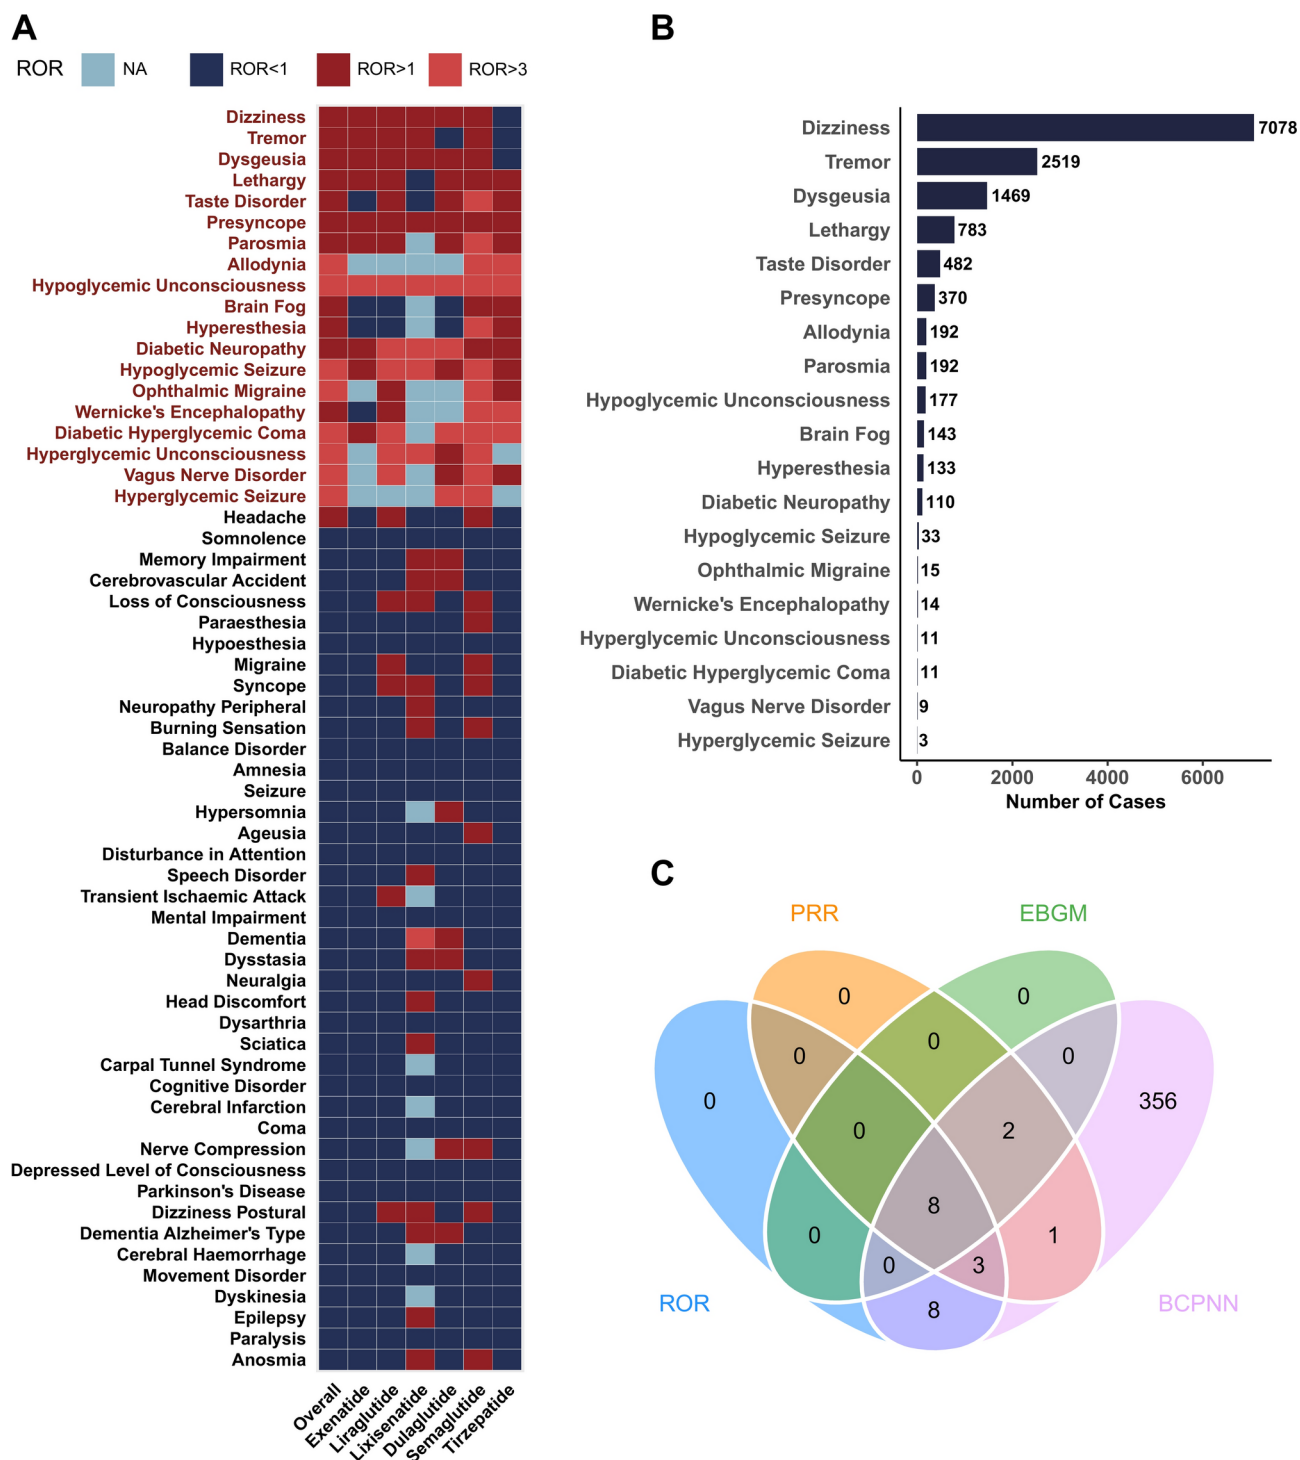 A
ROR NA ROR<1 ROR>1 ROR>3
Dizziness
Tremor
Dysgeusia
Lethargy
Taste Disorder
Presyncope
Parosmia
Allodynia
Hypoglycemic Unconsciousness
Brain Fog
Hyperesthesia
Diabetic Neuropathy
Hypoglycemic Seizure
Ophthalmic Migraine
Wernicke's Encephalopathy
Diabetic Hyperglycemic Coma
Hyperglycemic Unconsciousness
Vagus Nerve Disorder
Hyperglycemic Seizure
Headache
Somnolence
Memory Impairment
Cerebrovascular Accident
Loss of Consciousness
Paraesthesia
Hypoesthesia
Migraine
Syncope
Neuropathy Peripheral
Burning Sensation
Balance Disorder
Amnesia
Seizure
Hypersomnia
Ageusia
Disturbance in Attention
Speech Disorder
Transient Ischaemic Attack
Mental Impairment
Dementia
Dysstasia
Neuralgia
Head Discomfort
Dysarthria
Sciatica
Carpal Tunnel Syndrome
Cognitive Disorder
Cerebral Infarction
Coma
Nerve Compression
Depressed Level of Consciousness
Parkinson's Disease
Dizziness Postural
Dementia Alzheimer's Type
Cerebral Haemorrhage
Movement Disorder
Dyskinesia
Epilepsy
Paralysis
Anosmia
Overall
Exenatide
Liraglutide
Lixisenatide
Dulaglutide
Semaglutide
Tirzepatide
B
Dizziness 7078
Tremor 2519
Dysgeusia 1469
Lethargy 783
Taste Disorder 482
Presyncope 370
Allodynia 192
Parosmia 192
Hypoglycemic Unconsciousness 177
Brain Fog 143
Hyperesthesia 133
Diabetic Neuropathy 110
Hypoglycemic Seizure 33
Ophthalmic Migraine 15
Wernicke's Encephalopathy 14
Hyperglycemic Unconsciousness 11
Diabetic Hyperglycemic Coma 11
Vagus Nerve Disorder 9
Hyperglycemic Seizure 3
0 2000 4000 6000
Number of Cases
C
PRR EBGM
0 0
0
0 0
0 356
0 2
8
0 1
0 3
ROR BCPNN
8